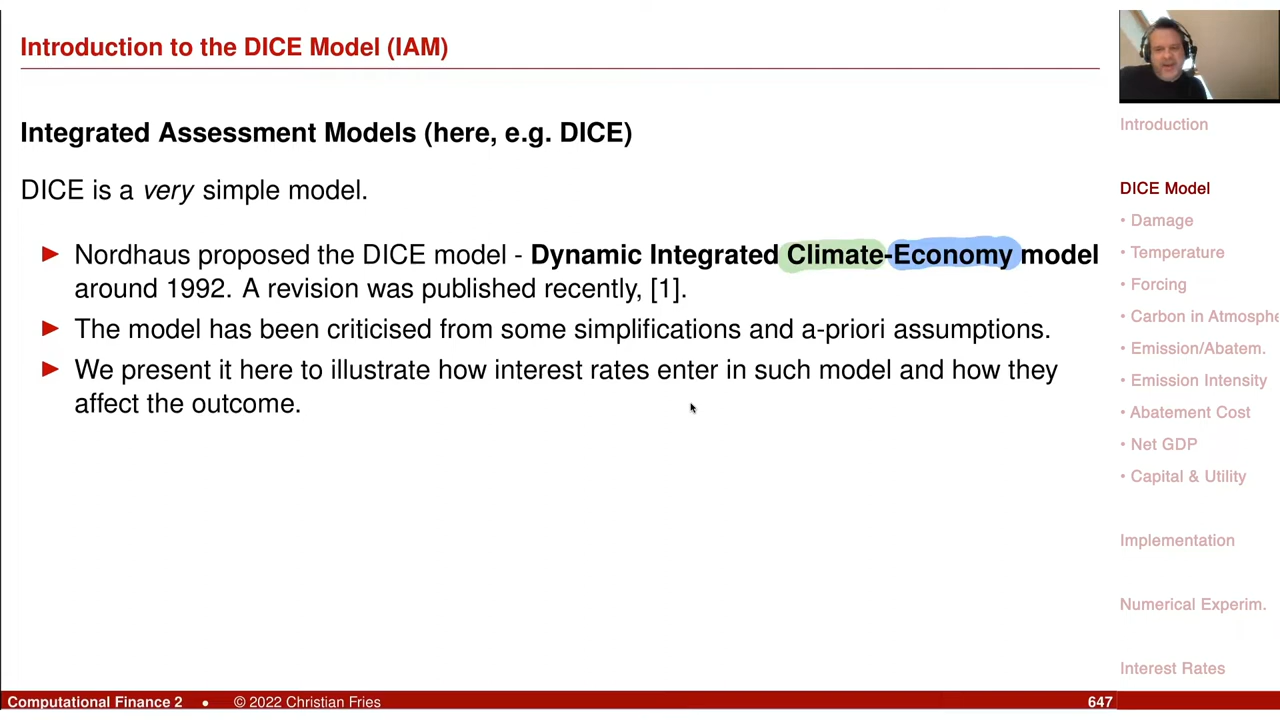 Introduction to the DICE Model (IAM)
Integrated Assessment Models (here, e.g. DICE)
DICE is a very simple model.
► Nordhaus proposed the DICE model - Dynamic Integrated Climate-Economy model
around 1992. A revision was published recently, [1].
► The model has been criticised from some simplifications and a-priori assumptions.
► We present it here to illustrate how interest rates enter in such model and how they
affect the outcome.
Introduction
DICE Model
• Damage
• Temperature
• Forcing
• Carbon in Atmosphe
• Emission/Abatem.
• Emission Intensity
• Abatement Cost
• Net GDP
• Capital & Utility
Implementation
Numerical Experim.
Interest Rates
Computational Finance 2 • © 2022 Christian Fries 647